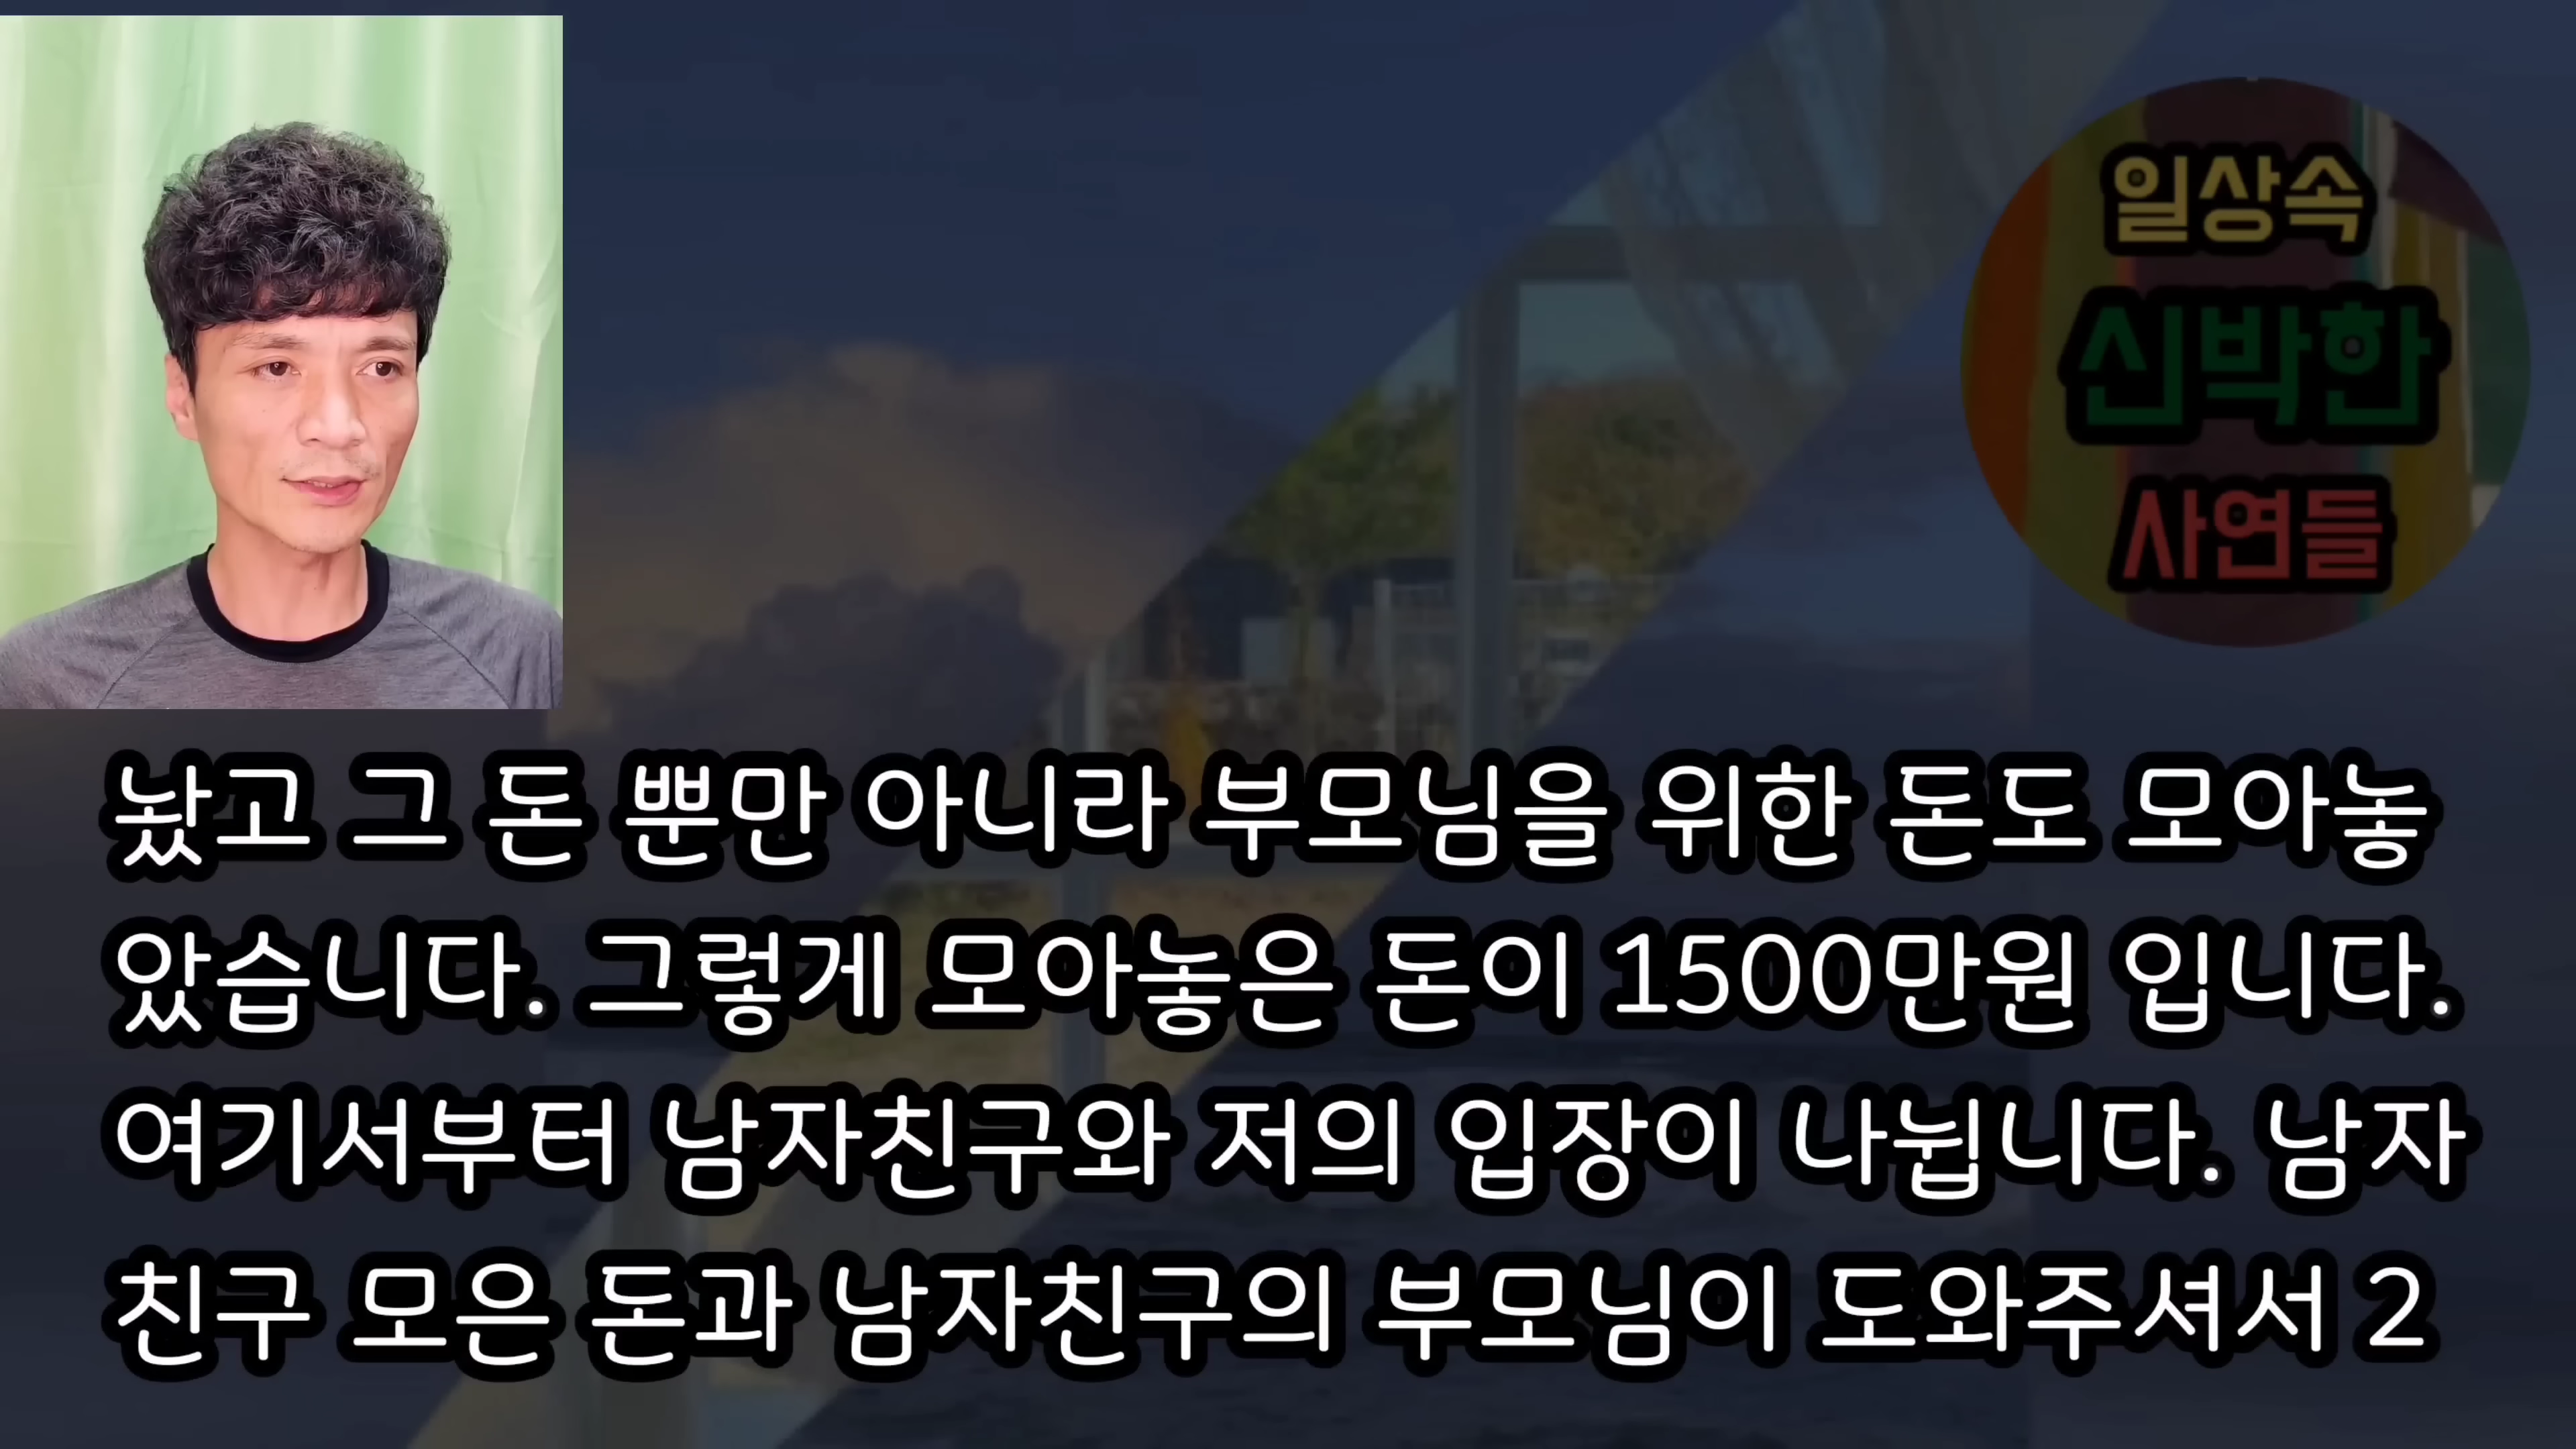 일상속
신박한
사연들
놨고 그 돈 뿐만 아니라 부모님을 위한 돈도 모아놓
았습니다. 그렇게 모아놓은 돈이 1500만원 입니다.
여기서부터 남자친구와 저의 입장이 나뉩니다. 남자
친구 모은 돈과 남자친구의 부모님이 도와주셔서 2